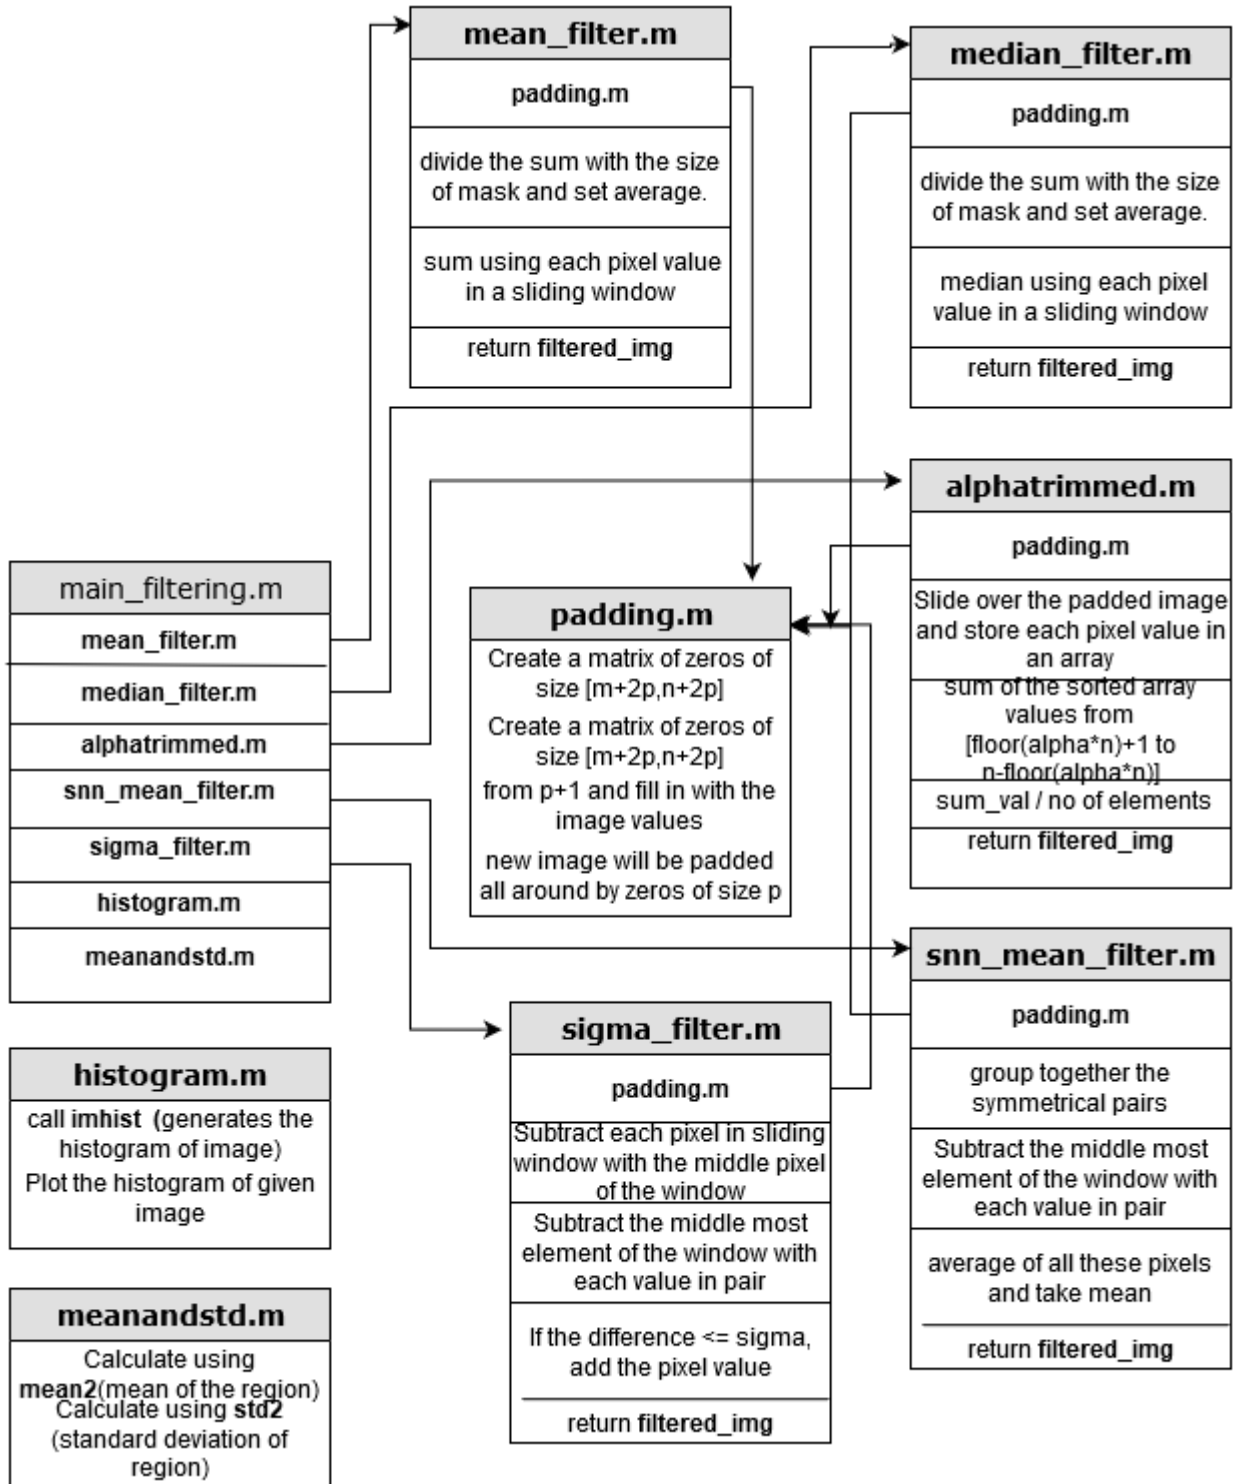 mean_filter.m
padding.m
divide the sum with the size
of mask and set average.
sum using each pixel value
in a sliding window
return filtered_img
median_filter.m
padding.m
divide the sum with the size
of mask and set average.
median using each pixel
value in a sliding window
return filtered_img
alphatrimmed.m
padding.m
Slide over the padded image
and store each pixel value in
an array
sum of the sorted array
values from
[floor(alpha*n)+1 to
n-floor(alpha*n)]
sum_val / no of elements
return filtered_img
main_filtering.m
mean_filter.m
median_filter.m
alphatrimmed.m
snn_mean_filter.m
sigma_filter.m
histogram.m
meanandstd.m
padding.m
Create a matrix of zeros of
size [m+2p,n+2p]
Create a matrix of zeros of
size [m+2p,n+2p]
from p+1 and fill in with the
image values
new image will be padded
all around by zeros of size p
snn_mean_filter.m
padding.m
group together the
symmetrical pairs
Subtract the middle most
element of the window with
each value in pair
average of all these pixels
and take mean
return filtered_img
sigma_filter.m
padding.m
Subtract each pixel in sliding
window with the middle pixel
of the window
Subtract the middle most
element of the window with
each value in pair
If the difference <= sigma,
add the pixel value
return filtered_img
histogram.m
call imhist (generates the
histogram of image)
Plot the histogram of given
image
meanandstd.m
Calculate using
mean2(mean of the region)
Calculate using std2
(standard deviation of
region)